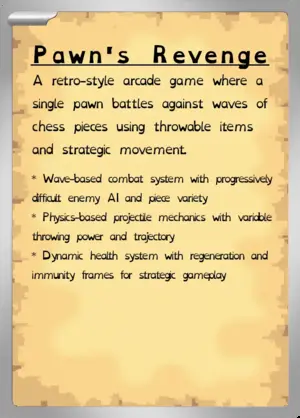 Pawn's Revenge
A retro-style arcade game where a
single pawn battles against waves of
chess pieces using throwable items
and strategic movement.
* Wave-based combat system with progressively
difficult enemy AI and piece variety
* Physics-based projectile mechanics with variable
throwing power and trajectory
* Dynamic health system with regeneration and
immunity frames for strategic gameplay